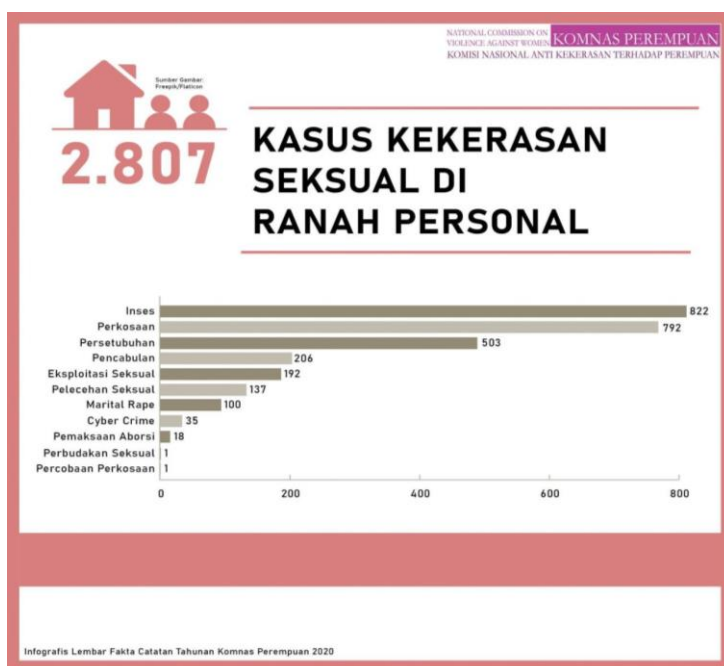 NATIONAL COMMISSION ON
VIOLENCE AGAINST WOMEN
KOMNAS PEREMPUAN
KOMISI NASIONAL ANTI KEKERASAN TERHADAP PEREMPUAN
Sumber Gambar:
Freepik/Flaticon
2.807
KASUS KEKERASAN
SEKSUAL DI
RANAH PERSONAL
Inses 822
Perkosaan 792
Persetubuhan 503
Pencabulan 206
Eksploitasi Seksual 192
Pelecehan Seksual 137
Marital Rape 100
Cyber Crime 35
Pemaksaan Aborsi 18
Perbudakan Seksual 1
Percobaan Perkosaan 1
0 200 400 600 800
Infografis Lembar Fakta Catatan Tahunan Komnas Perempuan 2020